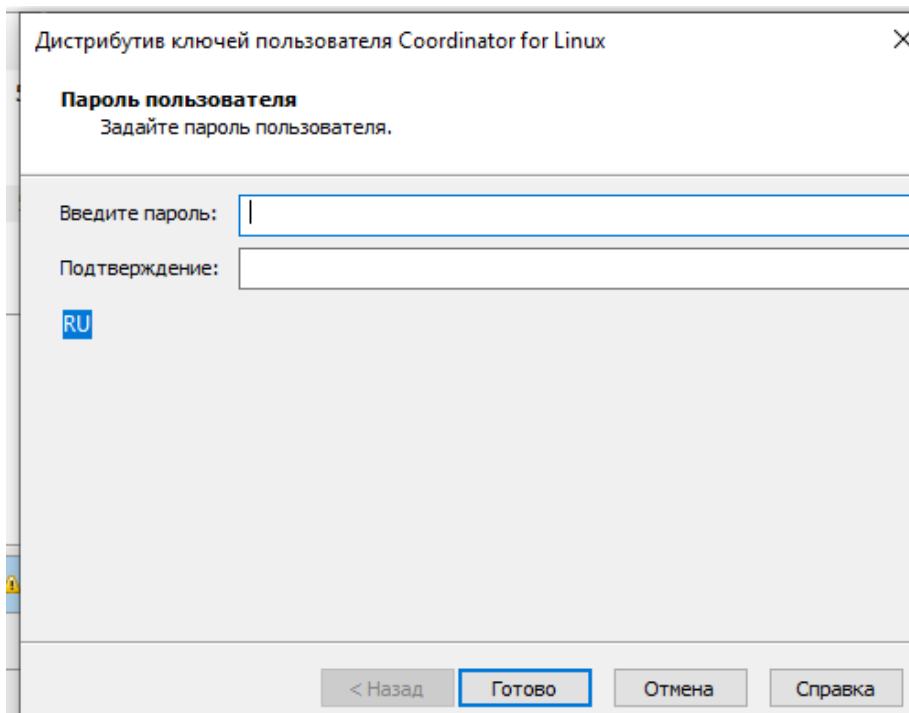 Дистрибутив ключей пользователя Coordinator for Linux
Пароль пользователя
Задайте пароль пользователя.
Введите пароль:
Подтверждение:
RU
< Назад
Готово
Отмена
Справка